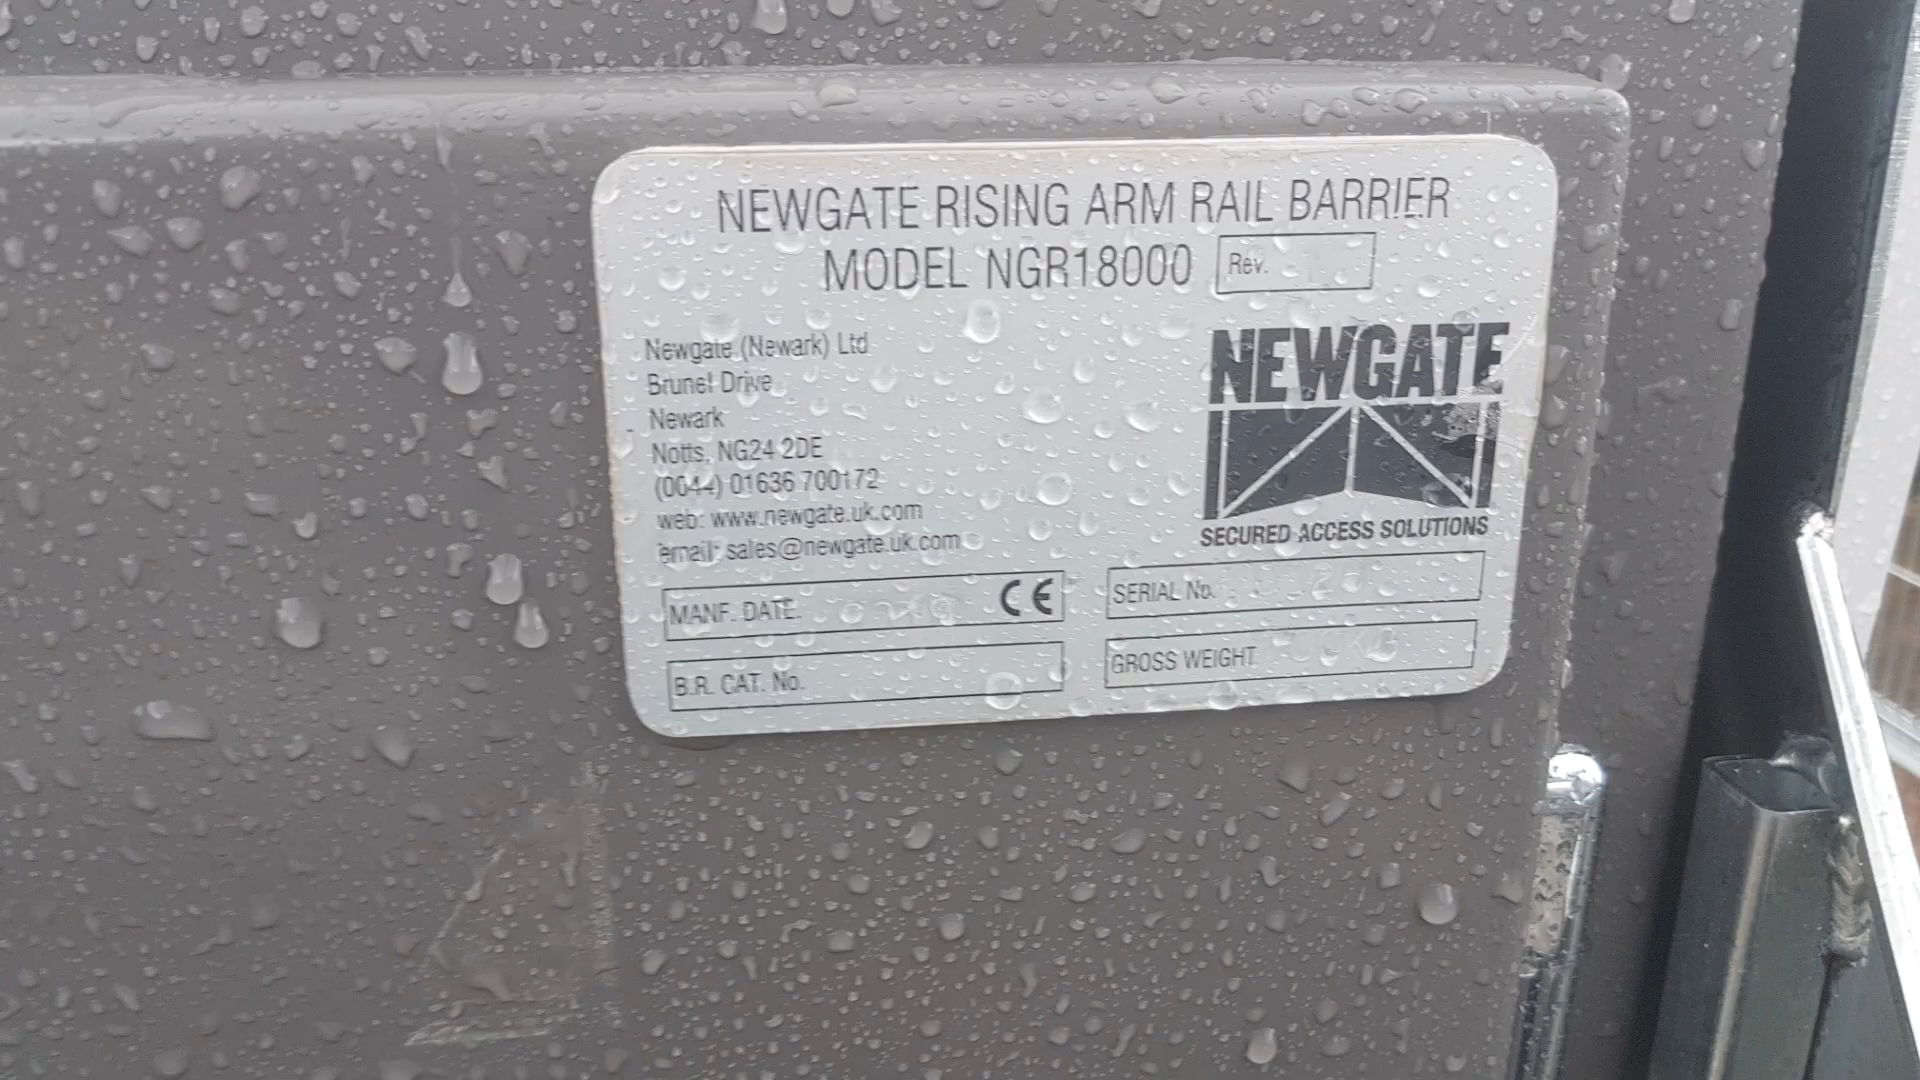 NEWGATE RISING ARM RAIL BARRIER
MODEL NGR18000 Rev.
Newgate (Newark) Ltd
Brunel Drive
Newark
Notts, NG24 2DE
(0044) 01636 700172
web: www.newgate.uk.com
email: sales@newgate.uk.com
NEWGATE
SECURED ACCESS SOLUTIONS
MANF. DATE. CE
SERIAL No.
B.R. CAT. No.
GROSS WEIGHT